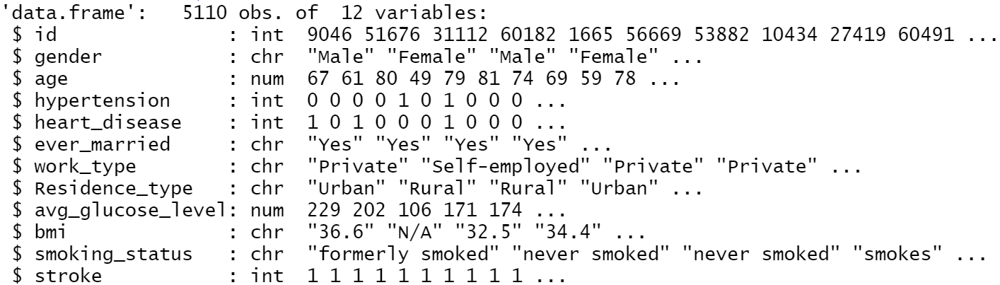 'data.frame':   5110 obs. of  12 variables:
 $ id               : int  9046 51676 31112 60182 1665 56669 53882 10434 27419 60491 ...
 $ gender           : chr  "Male" "Female" "Male" "Female" ...
 $ age              : num  67 61 80 49 79 81 74 69 59 78 ...
 $ hypertension     : int  0 0 0 0 1 0 1 0 0 0 ...
 $ heart_disease    : int  1 0 1 0 0 0 1 0 0 0 ...
 $ ever_married     : chr  "Yes" "Yes" "Yes" "Yes" ...
 $ work_type        : chr  "Private" "Self-employed" "Private" "Private" ...
 $ Residence_type   : chr  "Urban" "Rural" "Rural" "Urban" ...
 $ avg_glucose_level: num  229 202 106 171 174 ...
 $ bmi              : chr  "36.6" "N/A" "32.5" "34.4" ...
 $ smoking_status   : chr  "formerly smoked" "never smoked" "never smoked" "smokes" ...
 $ stroke           : int  1 1 1 1 1 1 1 1 1 1 ...